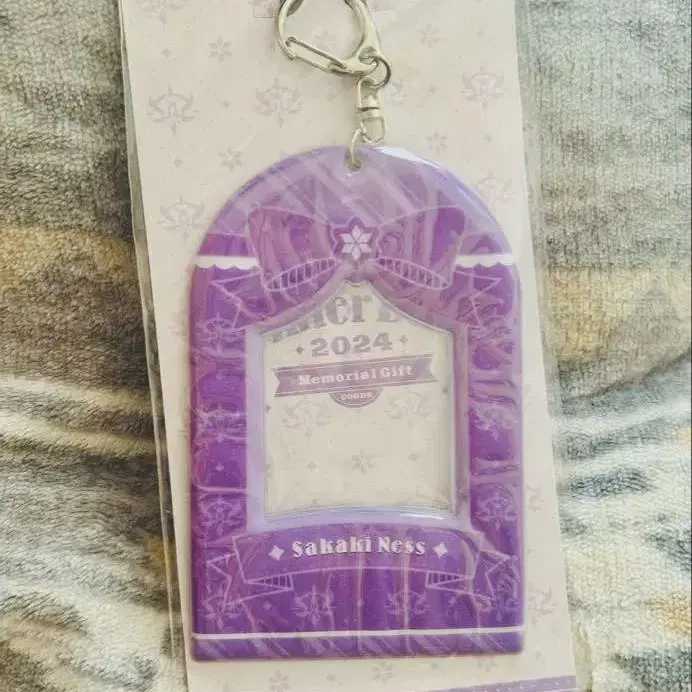 2024
Memorial Gift
GOODS
Sakaki Ness